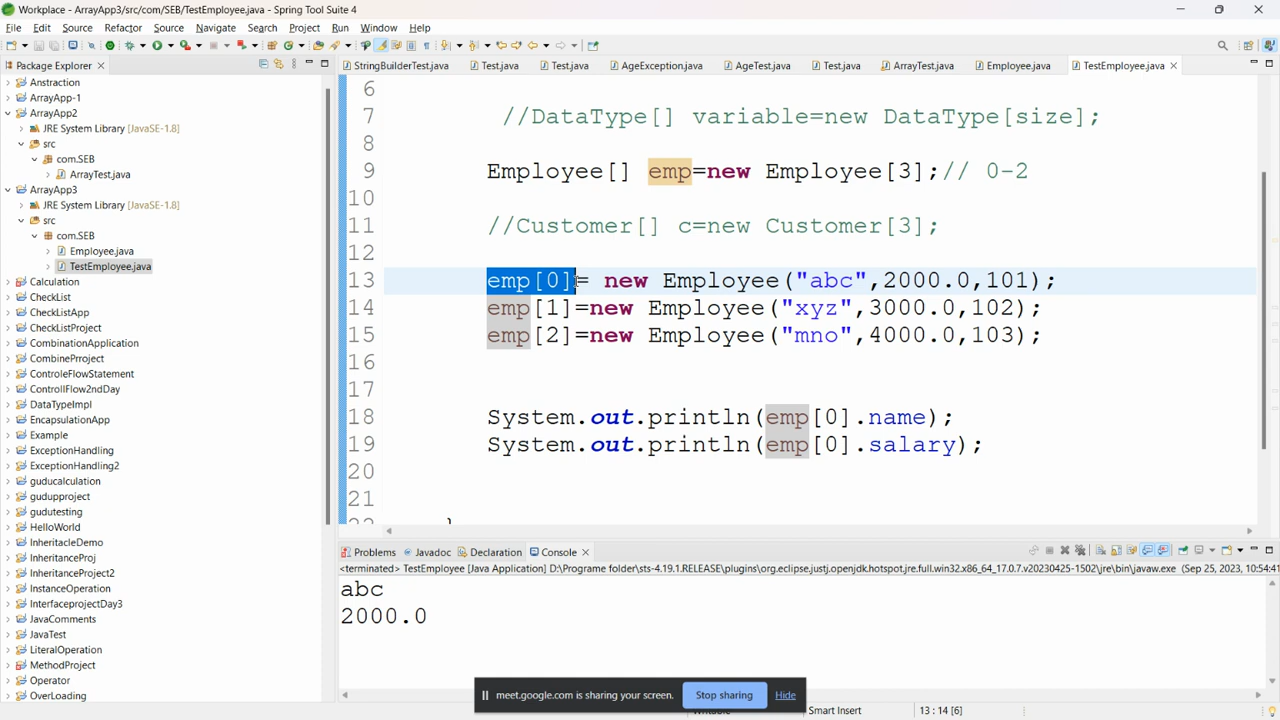 Workplace - ArrayApp3/src/com/SEB/TestEmployee.java - Spring Tool Suite 4
File Edit Source Refactor Source Navigate Search Project Run Window Help
Package Explorer
StringBuilderTest.java Test.java Test.java AgeException.java AgeTest.java Test.java ArrayTest.java Employee.java TestEmployee.java
Anstraction
ArrayApp-1
ArrayApp2
JRE System Library [JavaSE-1.8]
src
com.SEB
ArrayTest.java
ArrayApp3
JRE System Library [JavaSE-1.8]
src
com.SEB
Employee.java
TestEmployee.java
Calculation
CheckList
CheckListApp
CheckListProject
CombinationApplication
CombineProject
ControleFlowStatement
ControllFlow2ndDay
DataTypeImpl
EncapsulationApp
Example
ExceptionHandling
ExceptionHandling2
guducalculation
gudupproject
gudutesting
HelloWorld
InheritacleDemo
InheritanceProj
InheritanceProject2
InstanceOperation
InterfaceprojectDay3
JavaComments
JavaTest
LiteralOperation
MethodProject
Operator
OverLoading
6
7 //DataType[] variable=new DataType[size];
8
9 Employee[] emp=new Employee[3];// 0-2
10
11 //Customer[] c=new Customer[3];
12
13 emp[0]= new Employee("abc",2000.0,101);
14 emp[1]=new Employee("xyz",3000.0,102);
15 emp[2]=new Employee("mno",4000.0,103);
16
17
18 System.out.println(emp[0].name);
19 System.out.println(emp[0].salary);
20
21
22 }
Problems Javadoc Declaration Console
<terminated> TestEmployee [Java Application] D:\Programe folder\sts-4.19.1.RELEASE\plugins\org.eclipse.justj.openjdk.hotspot.jre.full.win32.x86_64_17.0.7.v20230425-1502\jre\bin\javaw.exe (Sep 25, 2023, 10:54:41
abc
2000.0
meet.google.com is sharing your screen. Stop sharing Hide
Smart Insert 13 : 14 [6]